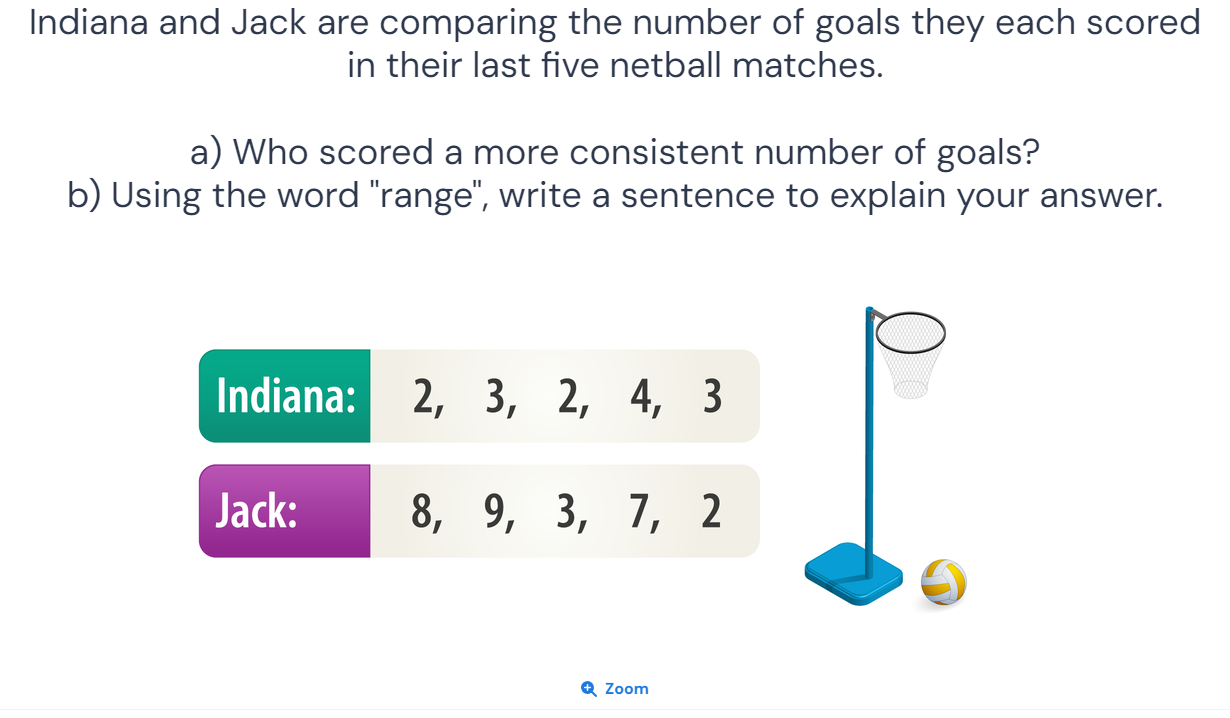 Indiana and Jack are comparing the number of goals they each scored
in their last five netball matches.
a) Who scored a more consistent number of goals?
b) Using the word "range", write a sentence to explain your answer.
Indiana: 2, 3, 2, 4, 3
Jack: 8, 9, 3, 7, 2
Zoom